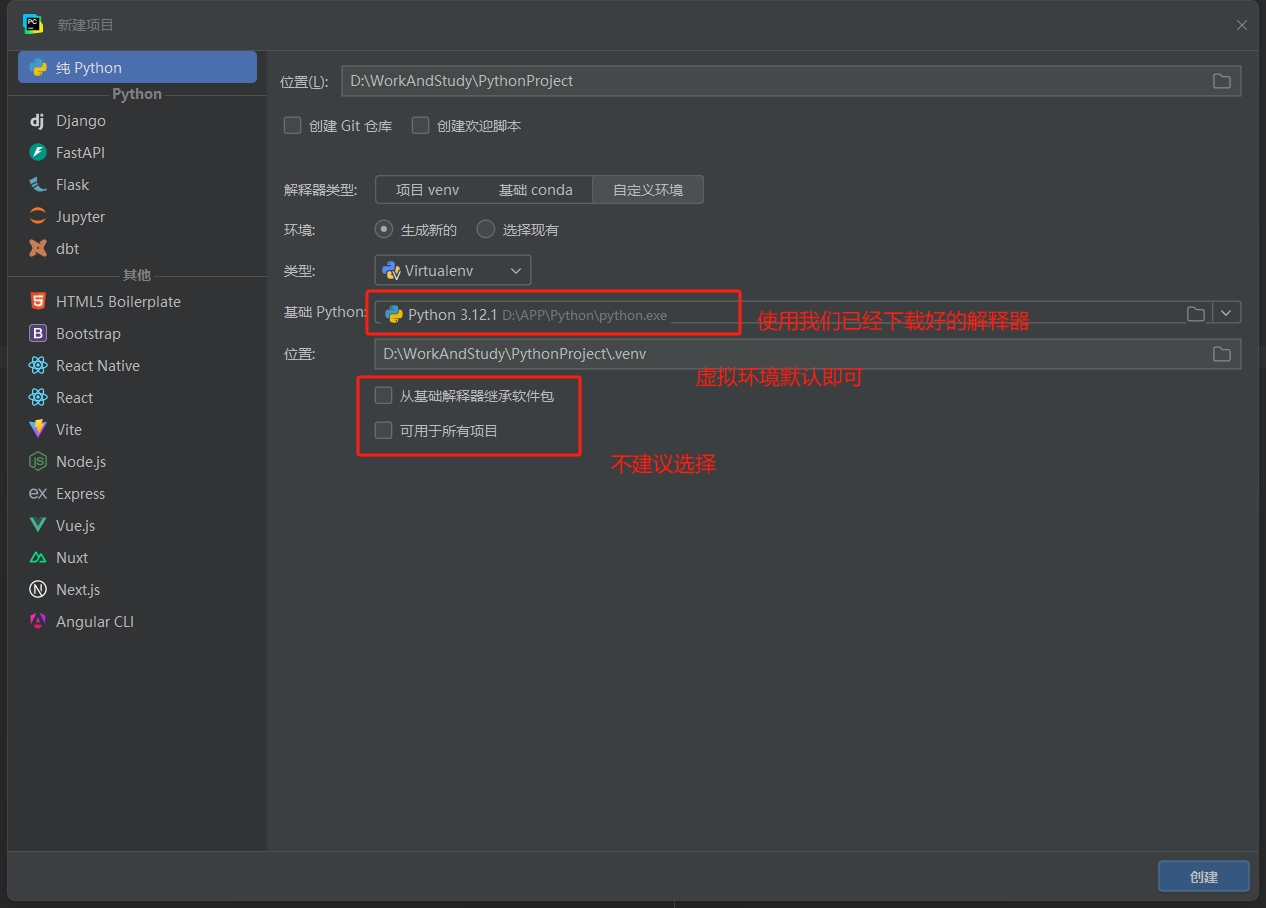 新建项目
纯 Python
Python
Django
FastAPI
Flask
Jupyter
dbt
其他
HTML5 Boilerplate
Bootstrap
React Native
React
Vite
Node.js
Express
Vue.js
Nuxt
Next.js
Angular CLI
位置(L): D:\WorkAndStudy\PythonProject
创建 Git 仓库 创建欢迎脚本
解释器类型: 项目 venv 基础 conda 自定义环境
环境: 生成新的 选择现有
类型: Virtualenv
基础 Python: Python 3.12.1 D:\APP\Python\python.exe 使用我们已经下载好的解释器
位置: D:\WorkAndStudy\PythonProject\.venv
虚拟环境默认即可
从基础解释器继承软件包
可用于所有项目
不建议选择
创建